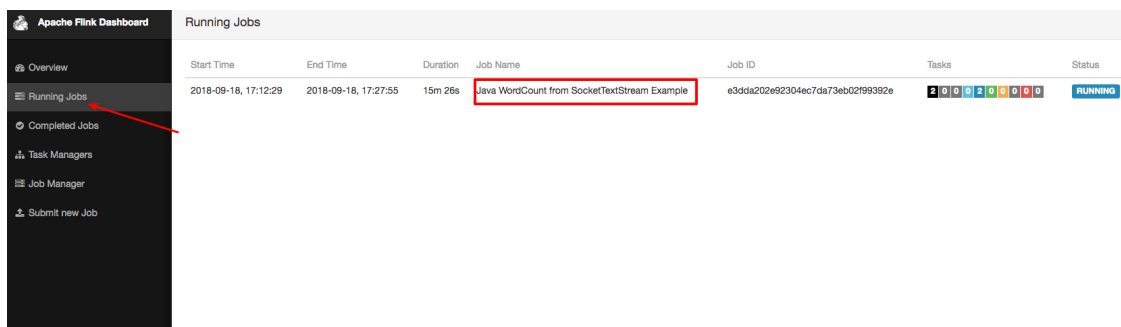 Apache Flink Dashboard
Overview
Running Jobs
Completed Jobs
Task Managers
Job Manager
Submit new Job
Running Jobs
Start Time End Time Duration Job Name Job ID Tasks Status
2018-09-18, 17:12:29 2018-09-18, 17:27:55 15m 26s Java WordCount from SocketTextStream Example e3dda202e92304ec7da73eb02f99392e 2 0 0 0 2 0 0 0 0 0 RUNNING